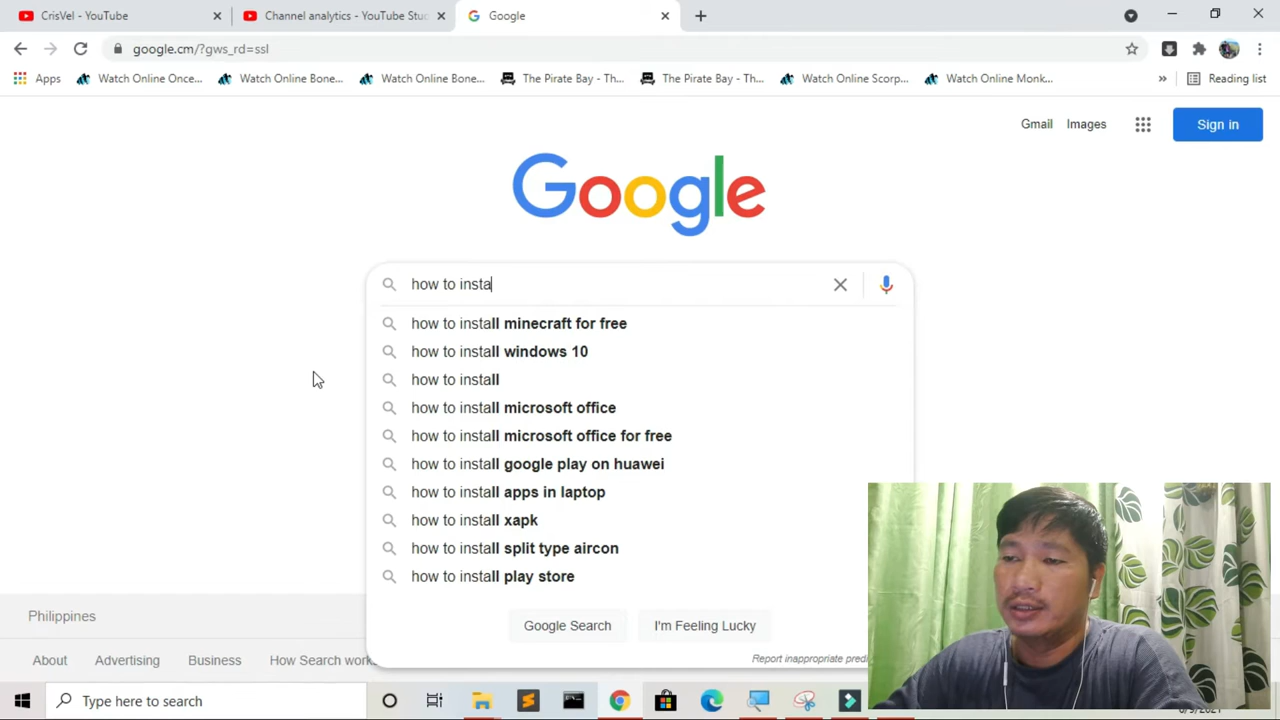 CrisVel - YouTube
Channel analytics - YouTube Stu
Google
google.cm/?gws_rd=ssl
Apps
Watch Online Once...
Watch Online Bone...
Watch Online Bone...
The Pirate Bay - Th...
The Pirate Bay - Th...
Watch Online Scorp...
Watch Online Monk...
»
Reading list
Gmail
Images
Sign in
Google
how to insta
how to install minecraft for free
how to install windows 10
how to install
how to install microsoft office
how to install microsoft office for free
how to install google play on huawei
how to install apps in laptop
how to install xapk
how to install split type aircon
how to install play store
Google Search
I'm Feeling Lucky
Report inappropriate predi
Philippines
About
Advertising
Business
How Search work
Type here to search